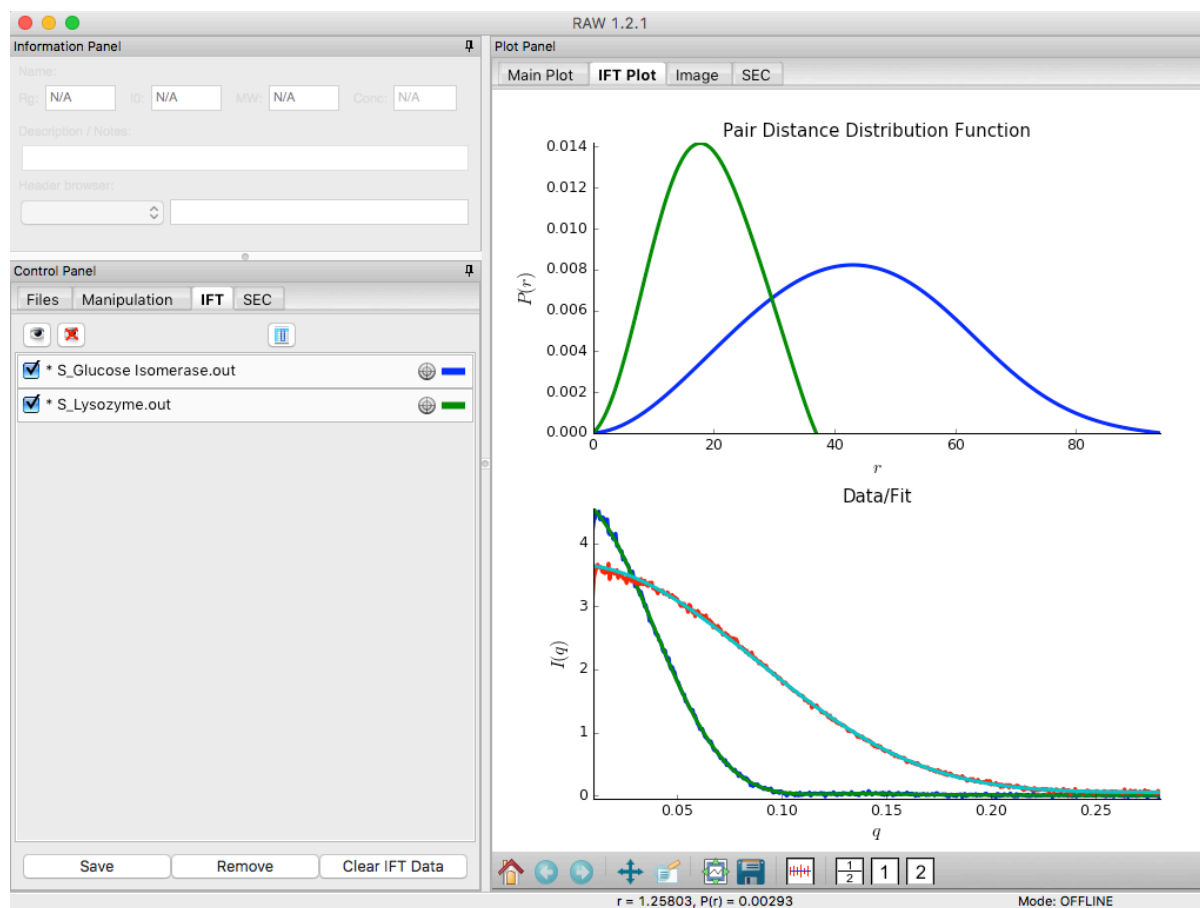 RAW 1.2.1
Information Panel
Name:
Rg: N/A I0: N/A MW: N/A Conc: N/A
Description / Notes:
Header browser:
Control Panel
Files Manipulation IFT SEC
* S_Glucose Isomerase.out
* S_Lysozyme.out
Save Remove Clear IFT Data
Plot Panel
Main Plot IFT Plot Image SEC
Pair Distance Distribution Function
0.014
0.012
0.010
0.008
0.006
0.004
0.002
0.000
P(r)
0 20 40 60 80
r
Data/Fit
4
3
2
1
0
I(q)
0.05 0.10 0.15 0.20 0.25
q
1/2 1 2
r = 1.25803, P(r) = 0.00293 Mode: OFFLINE